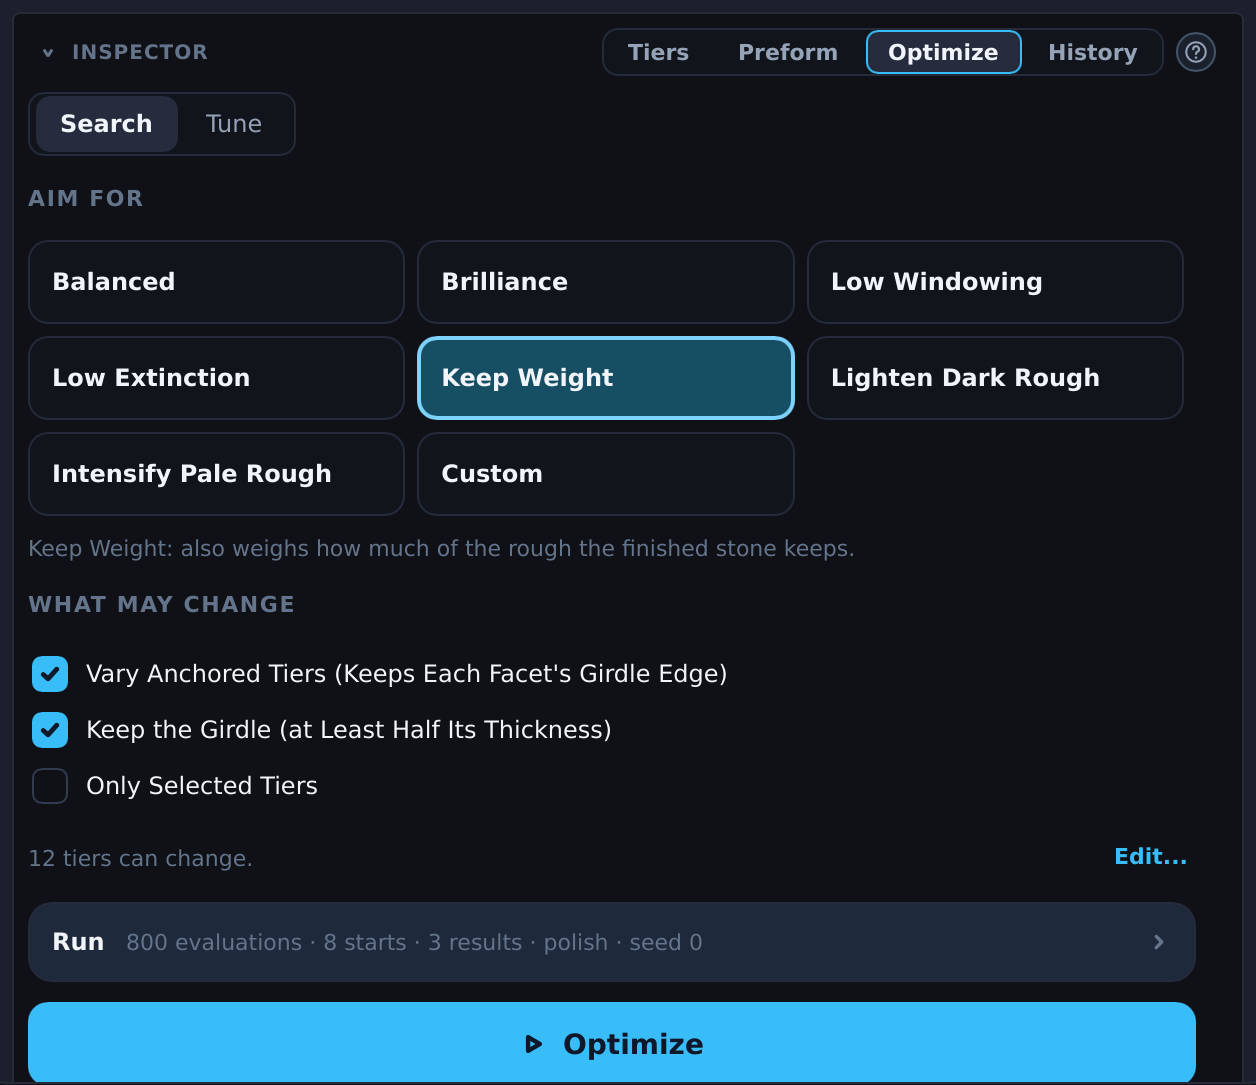 INSPECTOR
Tiers Preform Optimize History
Search Tune
AIM FOR
Balanced Brilliance Low Windowing
Low Extinction Keep Weight Lighten Dark Rough
Intensify Pale Rough Custom
Keep Weight: also weighs how much of the rough the finished stone keeps.
WHAT MAY CHANGE
Vary Anchored Tiers (Keeps Each Facet's Girdle Edge)
Keep the Girdle (at Least Half Its Thickness)
Only Selected Tiers
12 tiers can change. Edit...
Run 800 evaluations · 8 starts · 3 results · polish · seed 0
Optimize